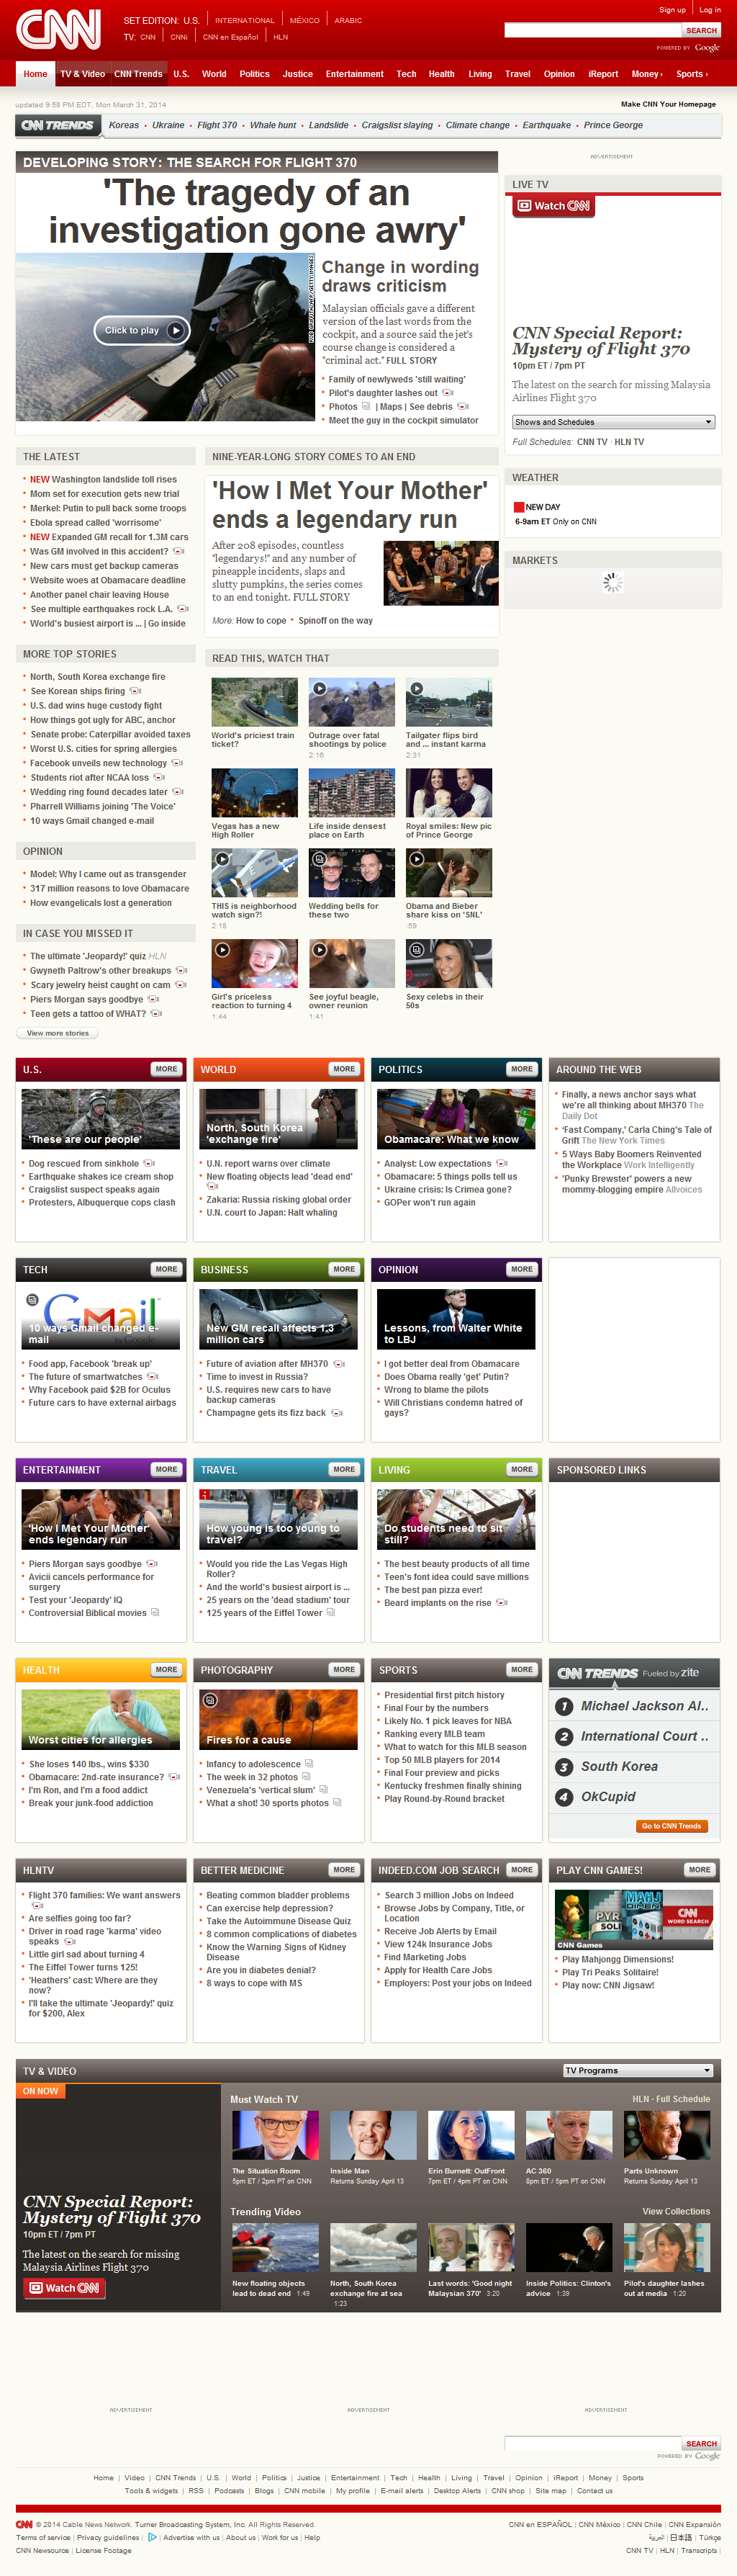 CNN
SET EDITION: U.S. INTERNATIONAL MÉXICO ARABIC
TV: CNN CNNi CNN en Español HLN
Sign up Log in
SEARCH
POWERED BY Google
Home TV & Video CNN Trends U.S. World Politics Justice Entertainment Tech Health Living Travel Opinion iReport Money › Sports ›
updated 9:58 PM EDT, Mon March 31, 2014
Make CNN Your Homepage
CNN TRENDS Koreas • Ukraine • Flight 370 • Whale hunt • Landslide • Craigslist slaying • Climate change • Earthquake • Prince George
DEVELOPING STORY: THE SEARCH FOR FLIGHT 370
'The tragedy of an
investigation gone awry'
Click to play
ROB GRIFFITH/AFP/GETTY IMAGES
Change in wording
draws criticism
Malaysian officials gave a different
version of the last words from the
cockpit, and a source said the jet's
course change is considered a
"criminal act." FULL STORY
Family of newlyweds 'still waiting'
Pilot's daughter lashes out
Photos | Maps | See debris
Meet the guy in the cockpit simulator
ADVERTISEMENT
LIVE TV
Watch CNN
CNN Special Report:
Mystery of Flight 370
10pm ET / 7pm PT
The latest on the search for missing Malaysia
Airlines Flight 370
Shows and Schedules
Full Schedules: CNN TV · HLN TV
WEATHER
NEW DAY
6-9am ET Only on CNN
MARKETS
THE LATEST
NEW Washington landslide toll rises
Mom set for execution gets new trial
Merkel: Putin to pull back some troops
Ebola spread called 'worrisome'
NEW Expanded GM recall for 1.3M cars
Was GM involved in this accident?
New cars must get backup cameras
Website woes at Obamacare deadline
Another panel chair leaving House
See multiple earthquakes rock L.A.
World's busiest airport is ... | Go inside
MORE TOP STORIES
North, South Korea exchange fire
See Korean ships firing
U.S. dad wins huge custody fight
How things got ugly for ABC, anchor
Senate probe: Caterpillar avoided taxes
Worst U.S. cities for spring allergies
Facebook unveils new technology
Students riot after NCAA loss
Wedding ring found decades later
Pharrell Williams joining 'The Voice'
10 ways Gmail changed e-mail
OPINION
Model: Why I came out as transgender
317 million reasons to love Obamacare
How evangelicals lost a generation
IN CASE YOU MISSED IT
The ultimate 'Jeopardy!' quiz HLN
Gwyneth Paltrow's other breakups
Scary jewelry heist caught on cam
Piers Morgan says goodbye
Teen gets a tattoo of WHAT?
View more stories
NINE-YEAR-LONG STORY COMES TO AN END
'How I Met Your Mother'
ends a legendary run
After 208 episodes, countless
"legendarys!" and any number of
pineapple incidents, slaps and
slutty pumpkins, the series comes
to an end tonight. FULL STORY
More: How to cope • Spinoff on the way
READ THIS, WATCH THAT
World's priciest train
ticket?
Outrage over fatal
shootings by police
2:16
Tailgater flips bird
and ... instant karma
2:31
Vegas has a new
High Roller
Life inside densest
place on Earth
Royal smiles: New pic
of Prince George
THIS is neighborhood
watch sign?!
2:18
Wedding bells for
these two
Obama and Bieber
share kiss on 'SNL'
:59
Girl's priceless
reaction to turning 4
1:44
See joyful beagle,
owner reunion
1:41
Sexy celebs in their
50s
U.S. MORE
'These are our people'
Dog rescued from sinkhole
Earthquake shakes ice cream shop
Craigslist suspect speaks again
Protesters, Albuquerque cops clash
WORLD MORE
North, South Korea
'exchange fire'
U.N. report warns over climate
New floating objects lead 'dead end'
Zakaria: Russia risking global order
U.N. court to Japan: Halt whaling
POLITICS MORE
Obamacare: What we know
Analyst: Low expectations
Obamacare: 5 things polls tell us
Ukraine crisis: Is Crimea gone?
GOPer won't run again
AROUND THE WEB
Finally, a news anchor says what
we're all thinking about MH370 The
Daily Dot
'Fast Company,' Carla Ching's Tale of
Grift The New York Times
5 Ways Baby Boomers Reinvented
the Workplace Work Intelligently
'Punky Brewster' powers a new
mommy-blogging empire Allvoices
TECH MORE
Gmail
10 ways Gmail changed e-
mail
Food app, Facebook 'break up'
The future of smartwatches
Why Facebook paid $2B for Oculus
Future cars to have external airbags
BUSINESS MORE
New GM recall affects 1.3
million cars
Future of aviation after MH370
Time to invest in Russia?
U.S. requires new cars to have
backup cameras
Champagne gets its fizz back
OPINION MORE
Lessons, from Walter White
to LBJ
I got better deal from Obamacare
Does Obama really 'get' Putin?
Wrong to blame the pilots
Will Christians condemn hatred of
gays?
ENTERTAINMENT MORE
'How I Met Your Mother'
ends legendary run
Piers Morgan says goodbye
Avicii cancels performance for
surgery
Test your 'Jeopardy' IQ
Controversial Biblical movies
TRAVEL MORE
How young is too young to
travel?
Would you ride the Las Vegas High
Roller?
And the world's busiest airport is ...
25 years on the 'dead stadium' tour
125 years of the Eiffel Tower
LIVING MORE
Do students need to sit
still?
The best beauty products of all time
Teen's font idea could save millions
The best pan pizza ever!
Beard implants on the rise
SPONSORED LINKS
HEALTH MORE
Worst cities for allergies
She loses 140 lbs., wins $330
Obamacare: 2nd-rate insurance?
I'm Ron, and I'm a food addict
Break your junk-food addiction
PHOTOGRAPHY MORE
Fires for a cause
Infancy to adolescence
The week in 32 photos
Venezuela's 'vertical slum'
What a shot! 30 sports photos
SPORTS MORE
Presidential first pitch history
Final Four by the numbers
Likely No. 1 pick leaves for NBA
Ranking every MLB team
What to watch for this MLB season
Top 50 MLB players for 2014
Final Four preview and picks
Kentucky freshmen finally shining
Play Round-by-Round bracket
CNN TRENDS Fueled by zite
1 Michael Jackson Al..
2 International Court ..
3 South Korea
4 OkCupid
Go to CNN Trends
HLNTV
Flight 370 families: We want answers
Are selfies going too far?
Driver in road rage 'karma' video
speaks
Little girl sad about turning 4
The Eiffel Tower turns 125!
'Heathers' cast: Where are they
now?
I'll take the ultimate 'Jeopardy!' quiz
for $200, Alex
BETTER MEDICINE MORE
Beating common bladder problems
Can exercise help depression?
Take the Autoimmune Disease Quiz
8 common complications of diabetes
Know the Warning Signs of Kidney
Disease
Are you in diabetes denial?
8 ways to cope with MS
INDEED.COM JOB SEARCH MORE
Search 3 million Jobs on Indeed
Browse Jobs by Company, Title, or
Location
Receive Job Alerts by Email
View 124k Insurance Jobs
Find Marketing Jobs
Apply for Health Care Jobs
Employers: Post your jobs on Indeed
PLAY CNN GAMES! MORE
CNN
WORD SEARCH
CNN Games
Play Mahjongg Dimensions!
Play Tri Peaks Solitaire!
Play now: CNN Jigsaw!
TV & VIDEO
TV Programs
ON NOW
CNN Special Report:
Mystery of Flight 370
10pm ET / 7pm PT
The latest on the search for missing
Malaysia Airlines Flight 370
Watch CNN
Must Watch TV
HLN · Full Schedule
The Situation Room
5pm ET / 2pm PT on CNN
Inside Man
Returns Sunday April 13
Erin Burnett: OutFront
7pm ET / 4pm PT on CNN
AC 360
8pm ET / 5pm PT on CNN
Parts Unknown
Returns Sunday April 13
Trending Video
View Collections
New floating objects
lead to dead end 1:49
North, South Korea
exchange fire at sea
1:23
Last words: 'Good night
Malaysian 370' 3:20
Inside Politics: Clinton's
advice 1:39
Pilot's daughter lashes
out at media 1:20
ADVERTISEMENT
ADVERTISEMENT
ADVERTISEMENT
SEARCH
POWERED BY Google
Home | Video | CNN Trends | U.S. | World | Politics | Justice | Entertainment | Tech | Health | Living | Travel | Opinion | iReport | Money | Sports
Tools & widgets | RSS | Podcasts | Blogs | CNN mobile | My profile | E-mail alerts | Desktop Alerts | CNN shop | Site map | Contact us
CNN © 2014 Cable News Network. Turner Broadcasting System, Inc. All Rights Reserved.
Terms of service | Privacy guidelines | Advertise with us | About us | Work for us | Help
CNN Newsource | License Footage
CNN en ESPAÑOL | CNN México | CNN Chile | CNN Expansión
العربية | 日本語 | Türkçe
CNN TV | HLN | Transcripts